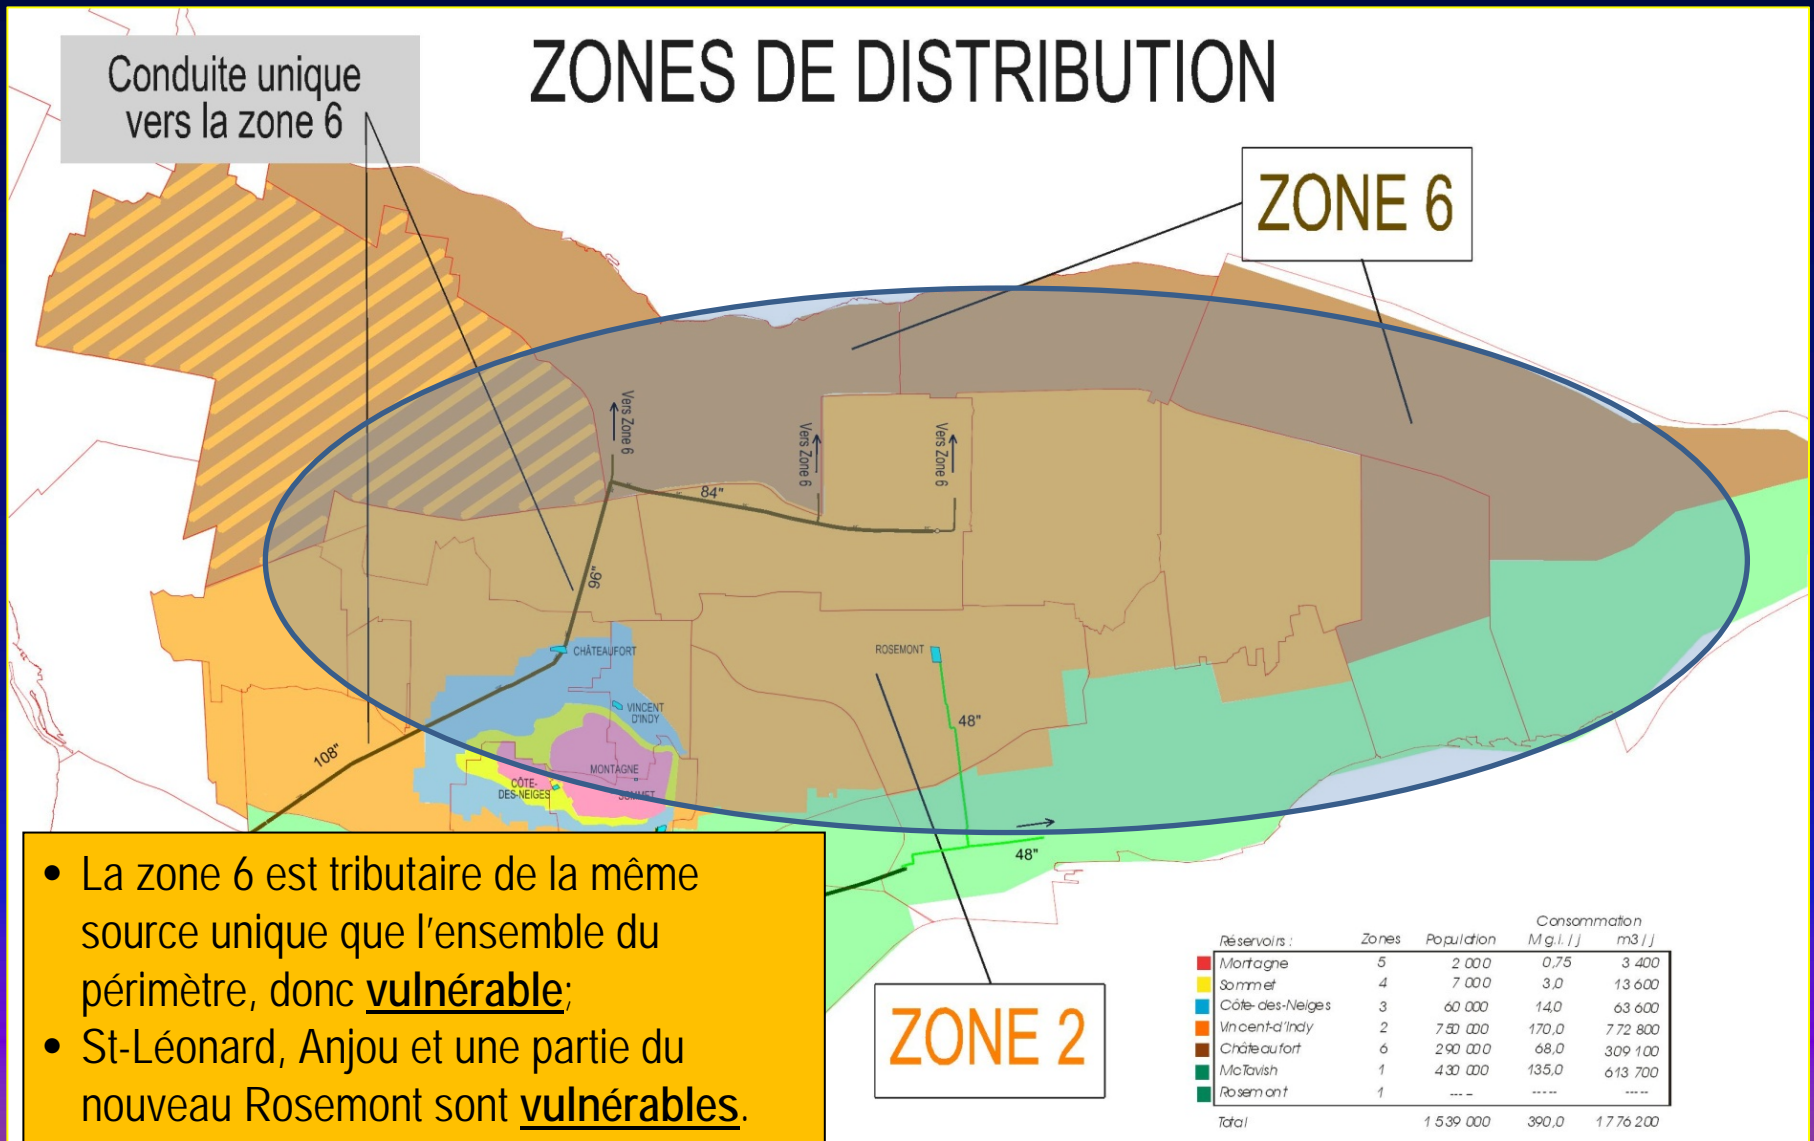 ZONES DE DISTRIBUTION
Conduite unique
vers la zone 6
ZONE 6
Vers Zone 6
Vers Zone 6
Vers Zone 6
84"
96"
CHÂTEAUFORT
ROSEMONT
VINCENT
D'INDY
48"
108"
MONTAGNE
CÔTE-
DES-NEIGES
SOMMET
48"
• La zone 6 est tributaire de la même
source unique que l'ensemble du
périmètre, donc vulnérable;
• St-Léonard, Anjou et une partie du
nouveau Rosemont sont vulnérables.
ZONE 2
Consommation
Réservoirs : Zones Population M g.i. / j m3 / j
Montagne 5 2 000 0,75 3 400
Sommet 4 7 000 3,0 13 600
Côte-des-Neiges 3 60 000 14,0 63 600
Vincent-d'Indy 2 750 000 170,0 772 800
Châteaufort 6 290 000 68,0 309 100
McTavish 1 430 000 135,0 613 700
Rosemont 1 ---- ---- ----
Total 1 539 000 390,0 1 776 200